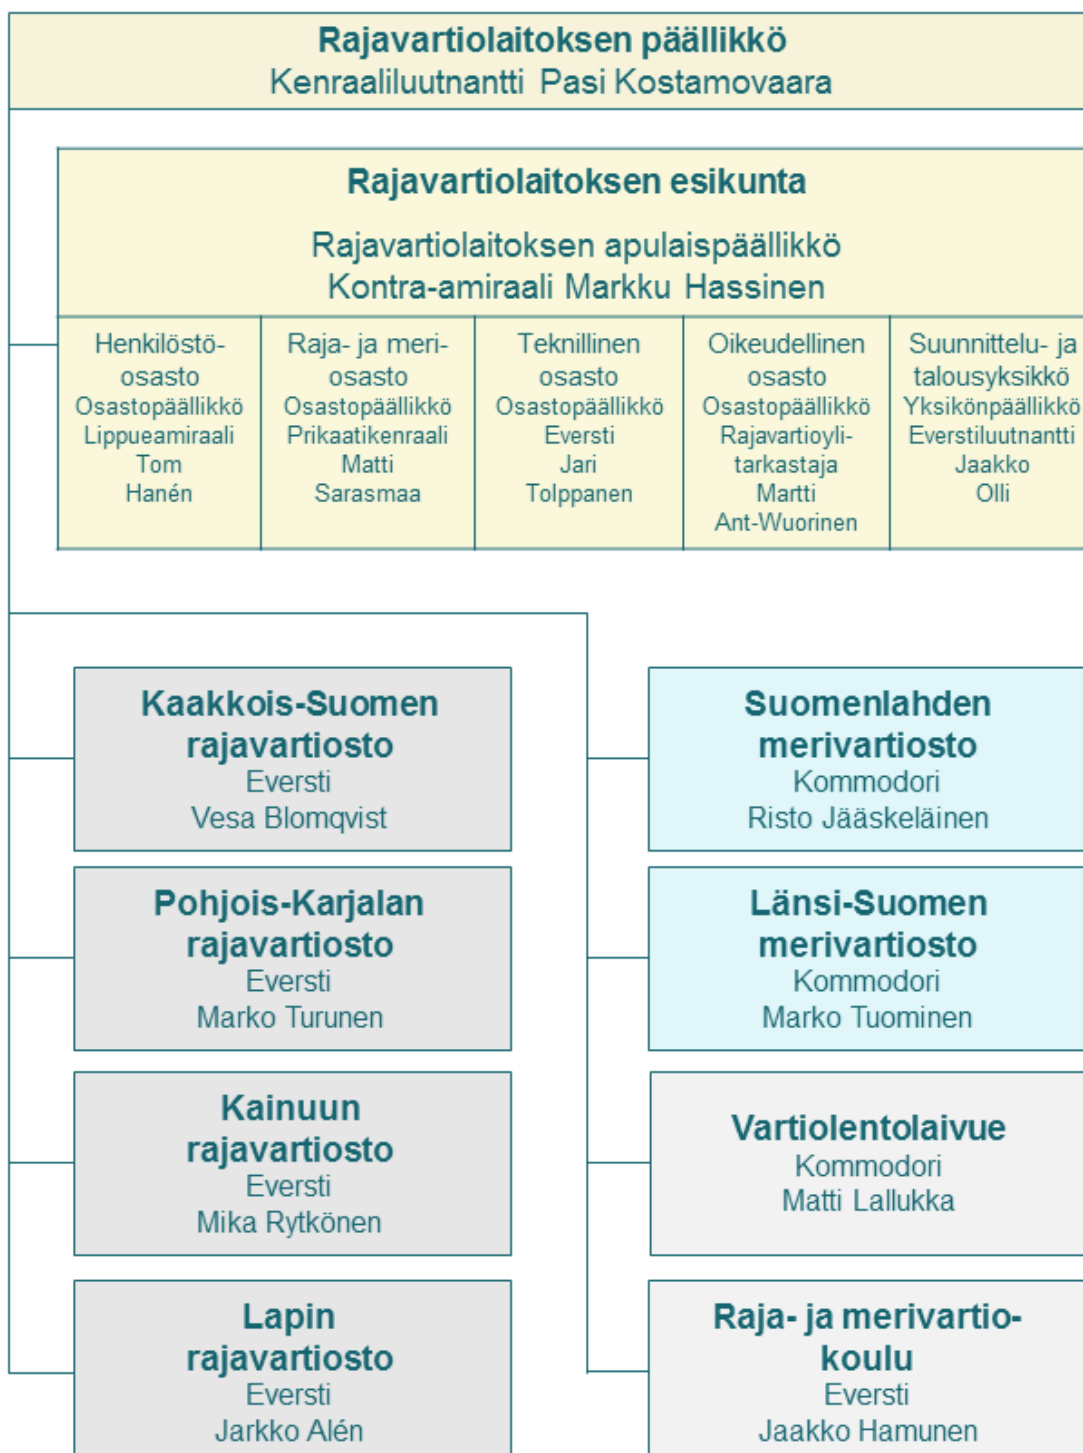 Rajavartiolaitoksen päällikkö
Kenraaliluutnantti Pasi Kostamovaara
Rajavartiolaitoksen esikunta
Rajavartiolaitoksen apulaispäällikkö
Kontra-amiraali Markku Hassinen
Henkilöstö-
osasto
Osastopäällikkö
Lippueamiraali
Tom
Hanén
Raja- ja meri-
osasto
Osastopäällikkö
Prikaatikenraali
Matti
Sarasmaa
Teknillinen
osasto
Osastopäällikkö
Eversti
Jari
Tolppanen
Oikeudellinen
osasto
Osastopäällikkö
Rajavartioyli-
tarkastaja
Martti
Ant-Wuorinen
Suunnittelu- ja
talousyksikkö
Yksikönpäällikkö
Everstiluutnantti
Jaakko
Olli
Kaakkois-Suomen
rajavartiosto
Eversti
Vesa Blomqvist
Pohjois-Karjalan
rajavartiosto
Eversti
Marko Turunen
Kainuun
rajavartiosto
Eversti
Mika Rytkönen
Lapin
rajavartiosto
Eversti
Jarkko Alén
Suomenlahden
merivartiosto
Kommodori
Risto Jääskeläinen
Länsi-Suomen
merivartiosto
Kommodori
Marko Tuominen
Vartiolentolaivue
Kommodori
Matti Lallukka
Raja- ja merivartio-
koulu
Eversti
Jaakko Hamunen